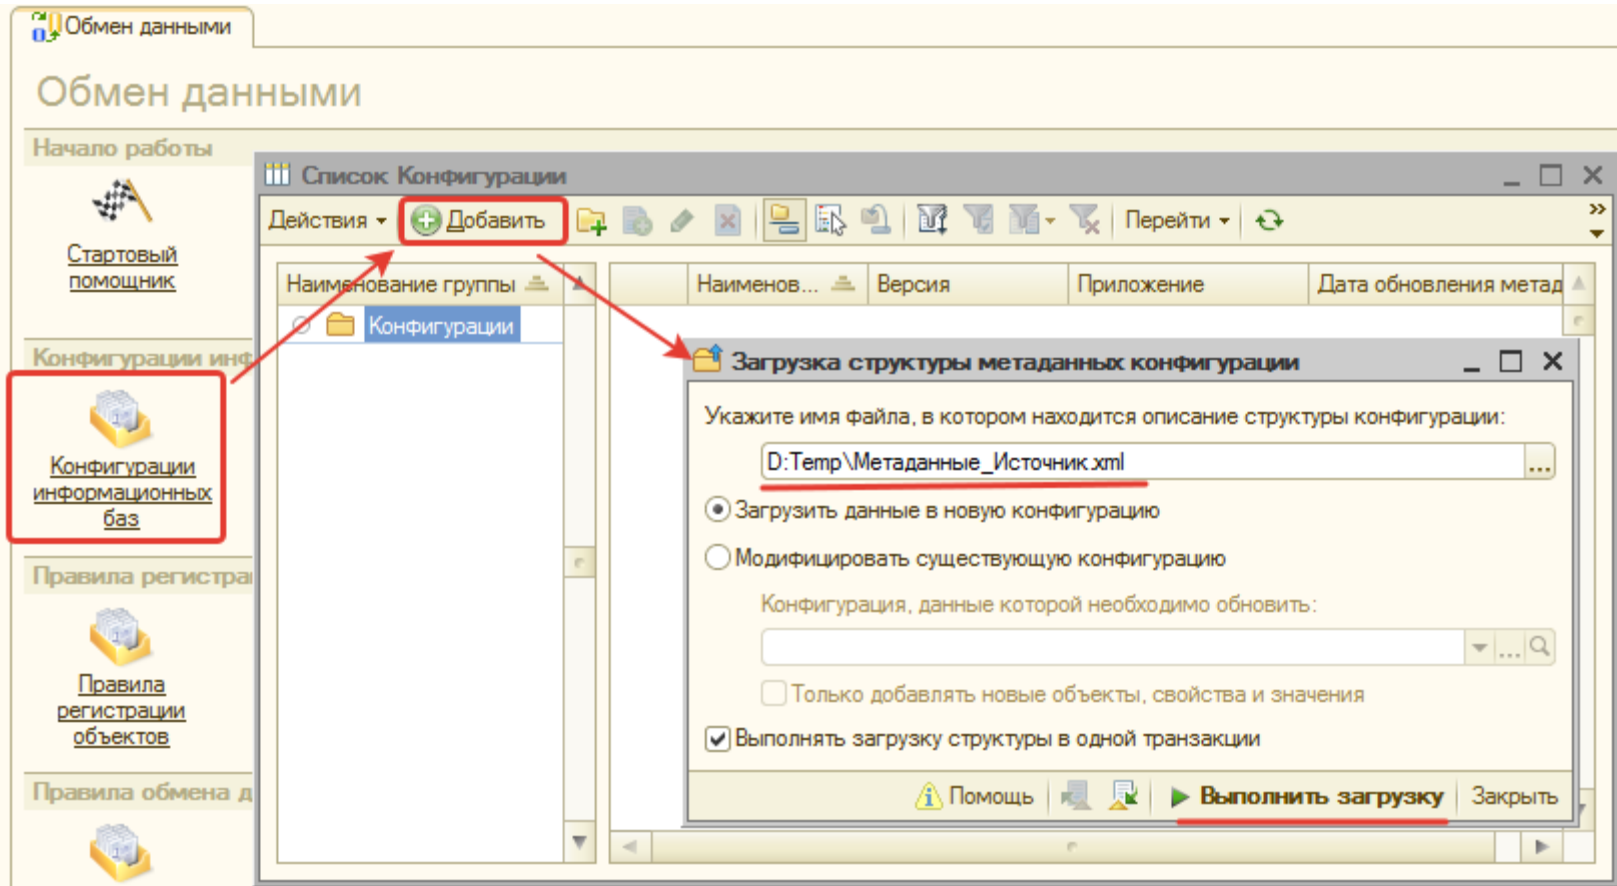 Обмен данными
Обмен данными
Начало работы
Стартовый
помощник
Конфигурации инф
Конфигурации
информационных
баз
Правила регистра
Правила
регистрации
объектов
Правила обмена д
Список Конфигурации
Действия Добавить Перейти
Наименование группы
Конфигурации
Наименов... Версия Приложение Дата обновления метад
Загрузка структуры метаданных конфигурации
Укажите имя файла, в котором находится описание структуры конфигурации:
D:Temp\Метаданные_Источник.xml ...
Загрузить данные в новую конфигурацию
Модифицировать существующую конфигурацию
Конфигурация, данные которой необходимо обновить:
...
Только добавлять новые объекты, свойства и значения
Выполнять загрузку структуры в одной транзакции
Помощь Выполнить загрузку Закрыть